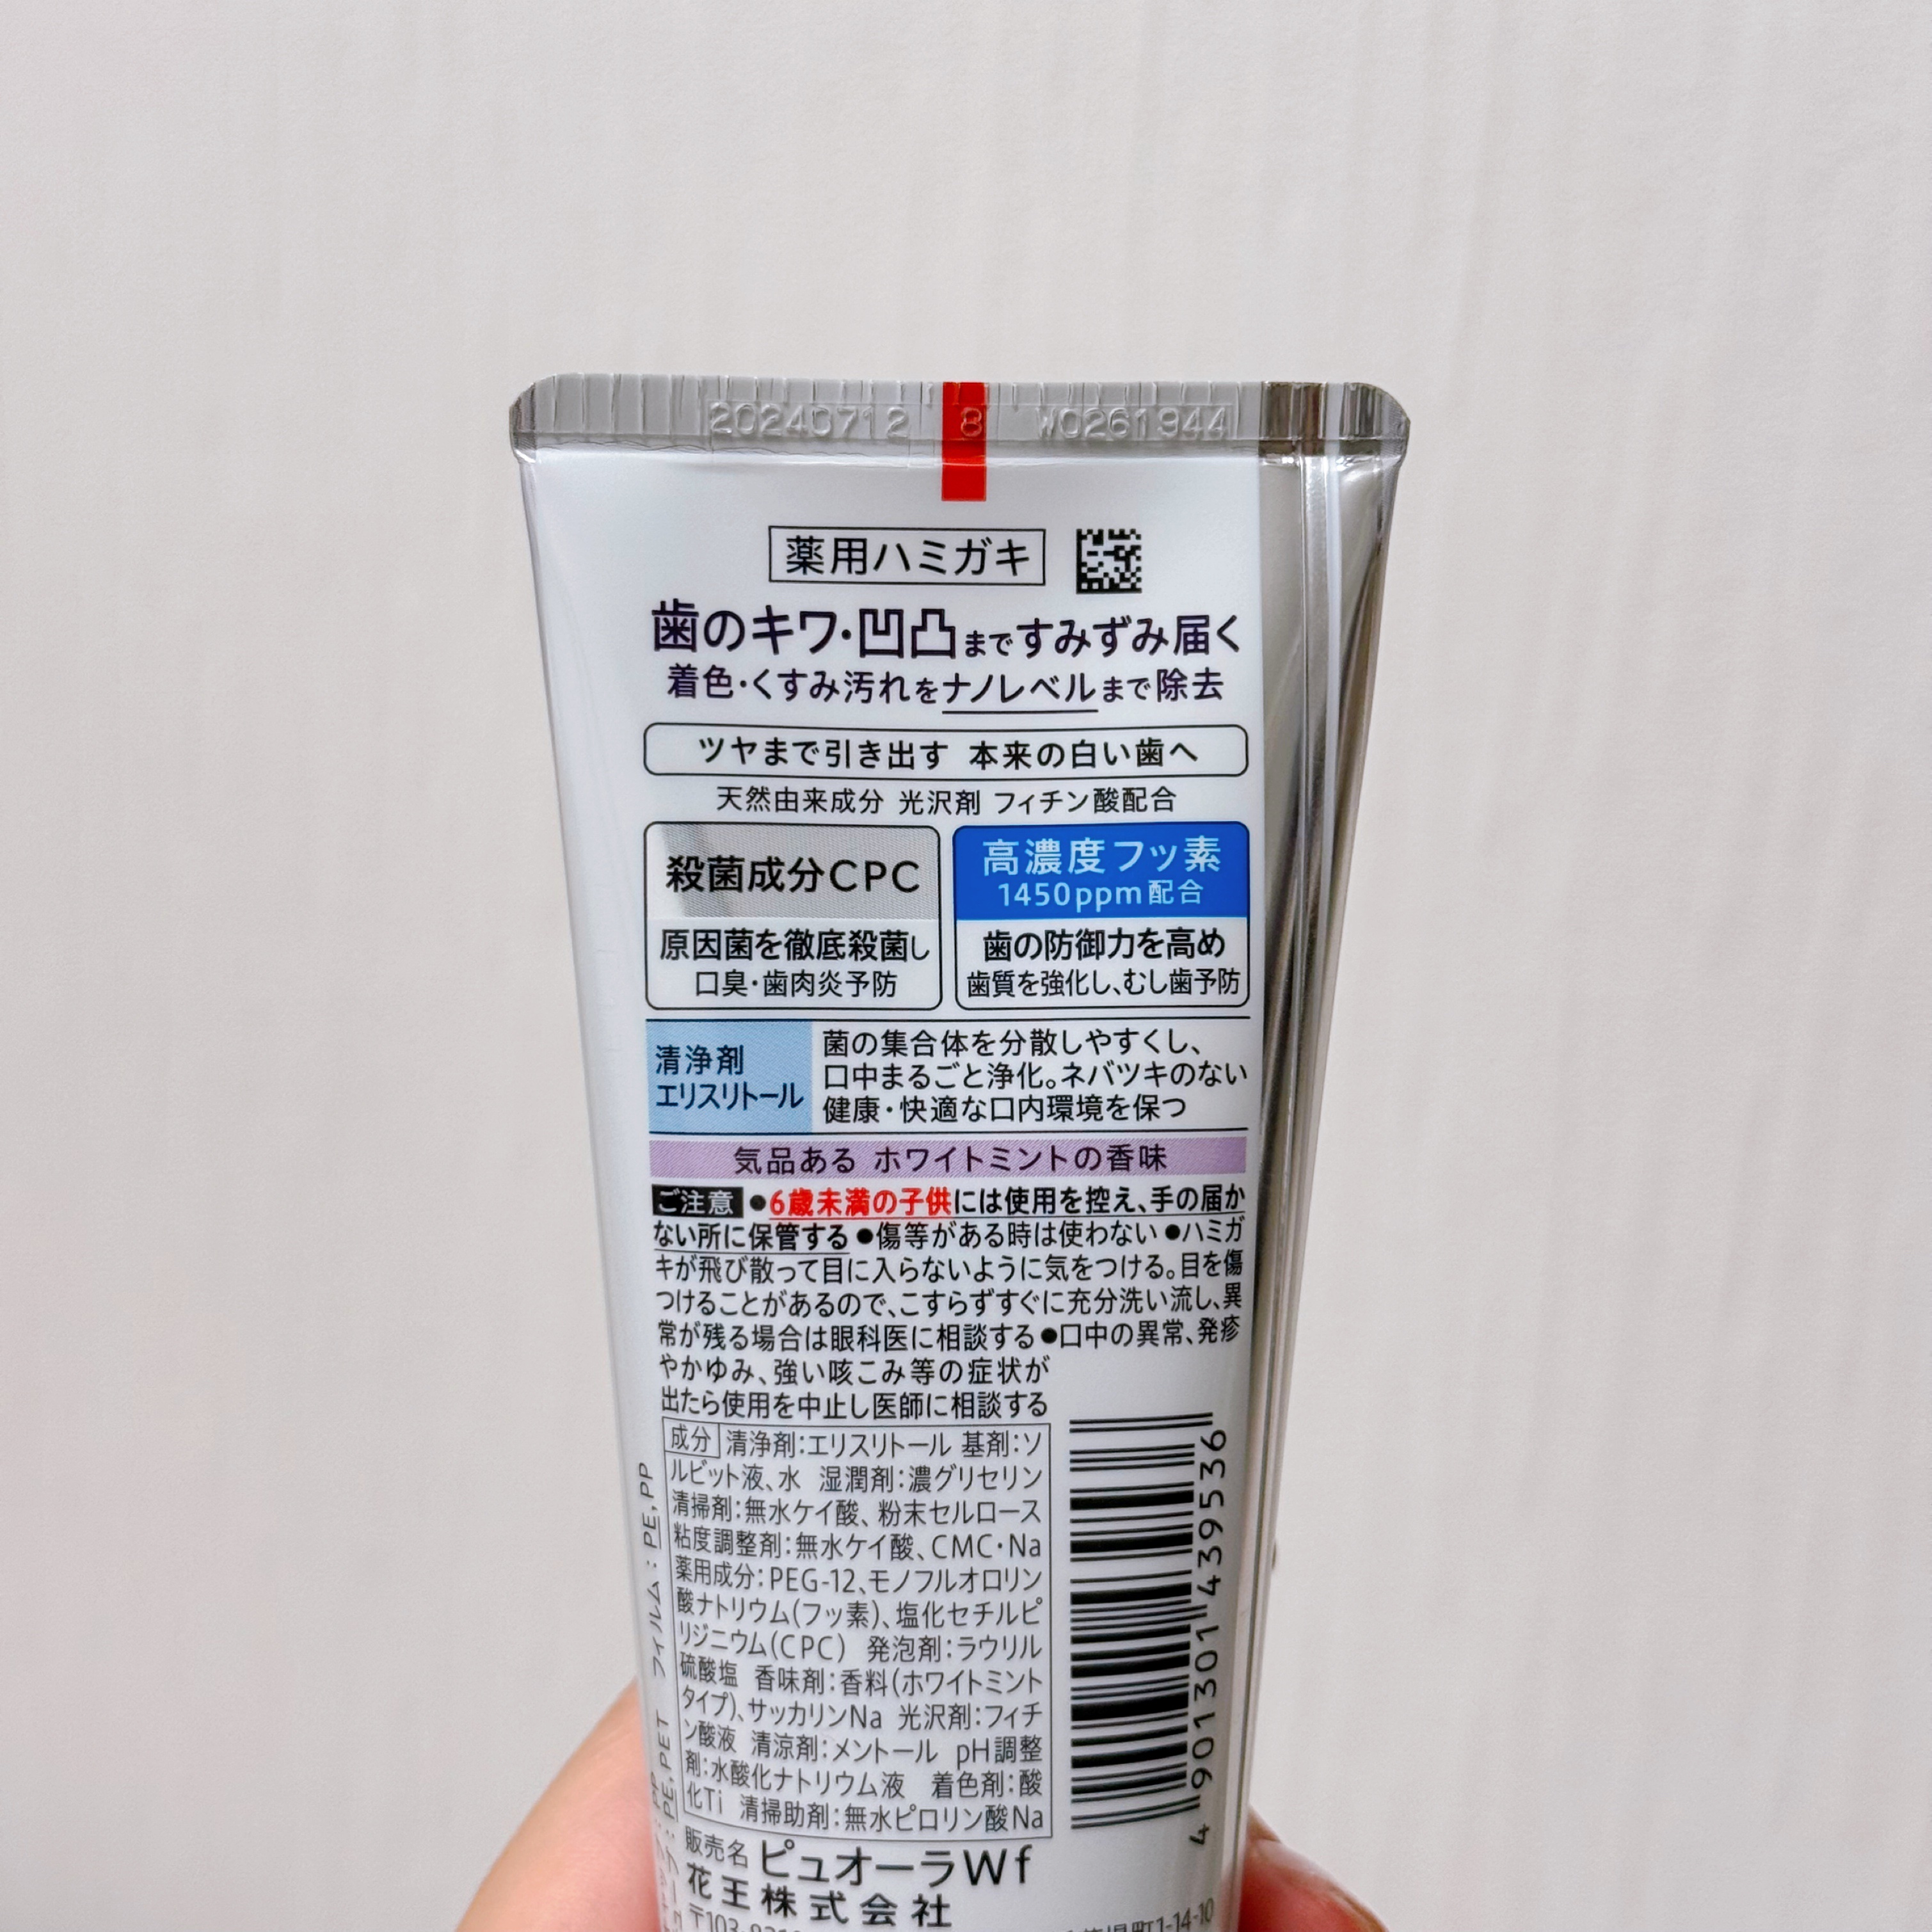 20240712 8 W0261944
薬用ハミガキ
歯のキワ・凹凸まですみずみ届く
着色・くすみ汚れをナノレベルまで除去
ツヤまで引き出す 本来の白い歯へ
天然由来成分 光沢剤 フィチン酸配合
殺菌成分CPC
原因菌を徹底殺菌し
口臭・歯肉炎予防
高濃度フッ素
1450ppm配合
歯の防御力を高め
歯質を強化し、むし歯予防
清浄剤
エリスリトール
菌の集合体を分散しやすくし、
口中まるごと浄化。ネバツキのない
健康・快適な口内環境を保つ
気品ある ホワイトミントの香味
ご注意 ●6歳未満の子供には使用を控え、手の届か
ない所に保管する ●傷等がある時は使わない ●ハミガ
キが飛び散って目に入らないように気をつける。目を傷
つけることがあるので、こすらずすぐに充分洗い流し、異
常が残る場合は眼科医に相談する ●口中の異常、発疹
やかゆみ、強い咳こみ等の症状が
出たら使用を中止し医師に相談する
成分 清浄剤:エリスリトール 基剤:ソ
ルビット液、水 湿潤剤:濃グリセリン
清掃剤:無水ケイ酸、粉末セルロース
粘度調整剤:無水ケイ酸、CMC・Na
薬用成分:PEG-12、モノフルオロリン
酸ナトリウム(フッ素)、塩化セチルピ
リジニウム(CPC) 発泡剤:ラウリル
硫酸塩 香味剤:香料(ホワイトミント
タイプ)、サッカリンNa 光沢剤:フィチ
ン酸液 清涼剤:メントール pH調整
剤:水酸化ナトリウム液 着色剤:酸
化Ti 清掃助剤:無水ピロリン酸Na
4 901301 439536
販売名 ピュオーラWf
花王株式会社
〒103-
町1-14-10
PP フィルム:PE,PP
PE,PET